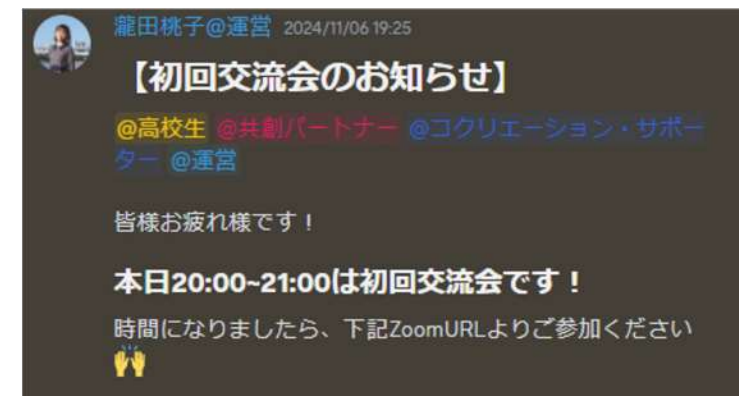 瀧田桃子@運営 2024/11/06 19:25
【初回交流会のお知らせ】
@高校生 @共創パートナー @コクリエーション・サポー
ター @運営
皆様お疲れ様です！
本日20:00~21:00は初回交流会です！
時間になりましたら、下記ZoomURLよりご参加ください
🙌